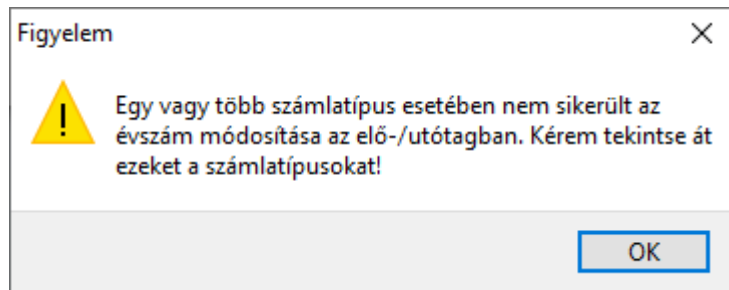 Figyelem
Egy vagy több számlatípus esetében nem sikerült az
évszám módosítása az elő-/utótagban. Kérem tekintse át
ezeket a számlatípusokat!
OK